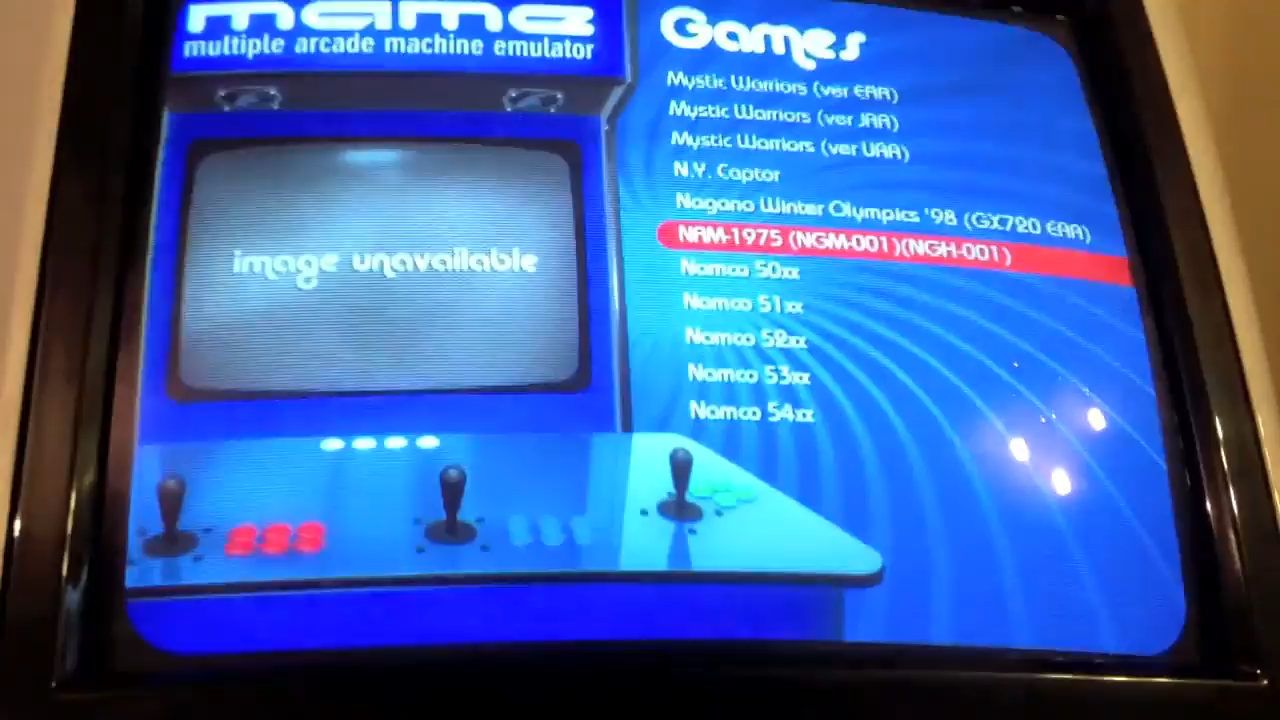 mame
multiple arcade machine emulator
image unavailable
Games
Mystic Warriors (ver EAA)
Mystic Warriors (ver JAA)
Mystic Warriors (ver UAA)
N.Y. Captor
Nagano Winter Olympics '98 (GX720 EAA)
NAM-1975 (NGM-001)(NGH-001)
Namco 50xx
Namco 51xx
Namco 52xx
Namco 53xx
Namco 54xx